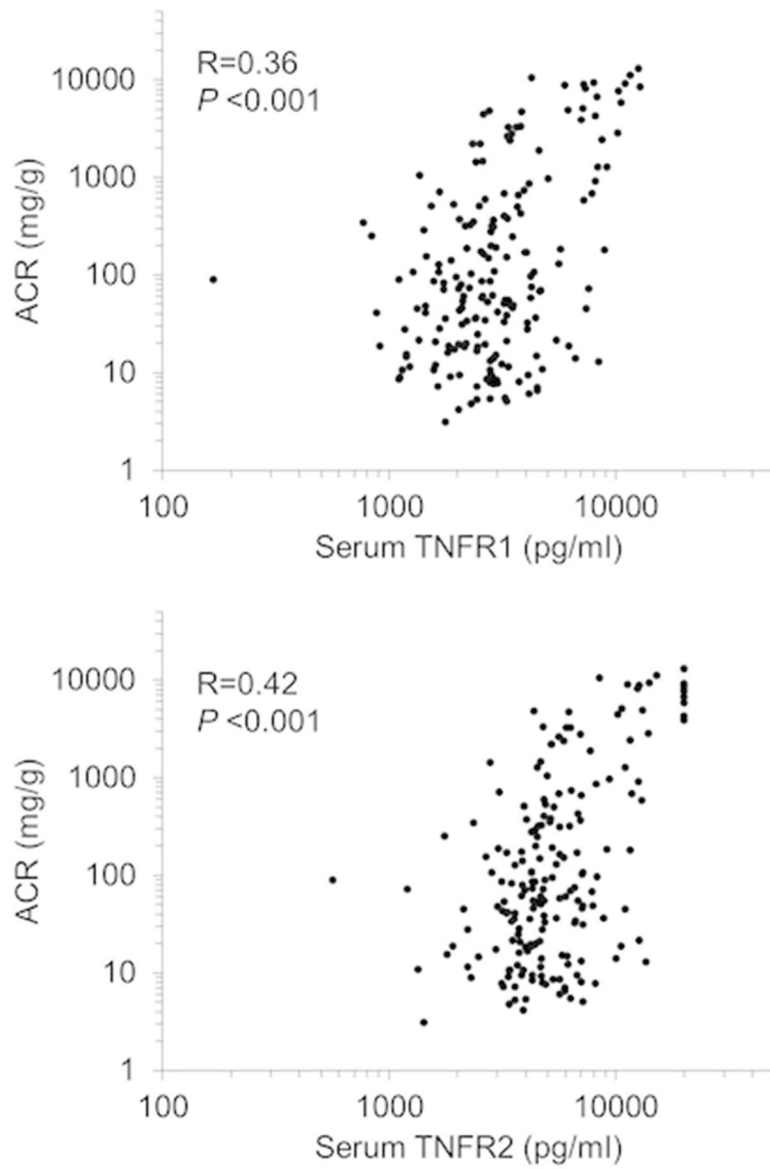 R=0.36
P <0.001
10000
1000
100
10
1
ACR (mg/g)
100 1000 10000
Serum TNFR1 (pg/ml)
R=0.42
P <0.001
10000
1000
100
10
1
ACR (mg/g)
100 1000 10000
Serum TNFR2 (pg/ml)